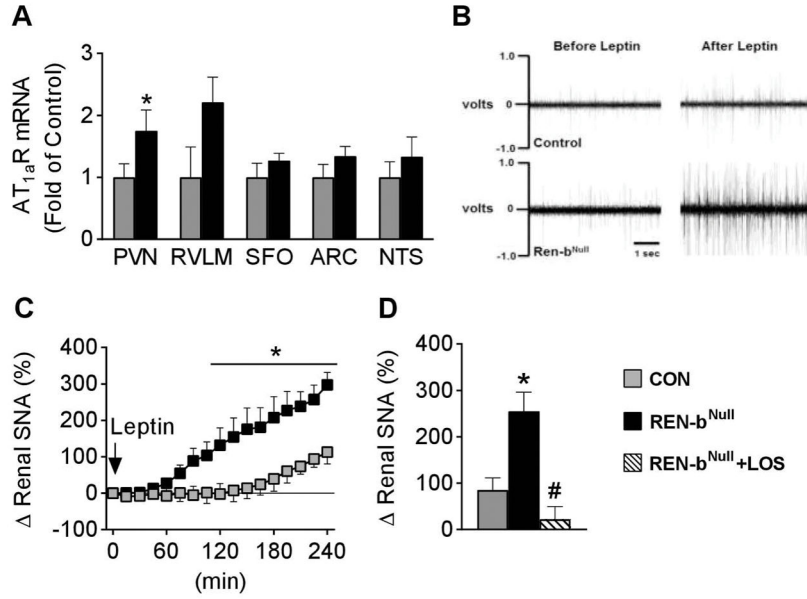 A
AT1aR mRNA
(Fold of Control)
3
2
1
0
*
PVN RVLM SFO ARC NTS
B
Before Leptin After Leptin
1.0
volts 0
-1.0
Control
1.0
volts 0
-1.0
Ren-bNull
1 sec
C
Δ Renal SNA (%)
400
300
200
100
0
-100
Leptin
*
0 60 120 180 240
(min)
D
Δ Renal SNA (%)
400
300
200
100
0
*
#
CON
REN-bNull
REN-bNull+LOS